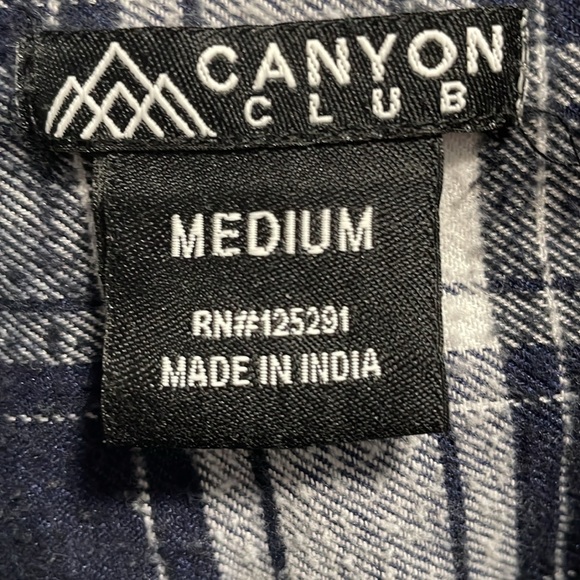 CANYON
CLUB
MEDIUM
RN#125291
MADE IN INDIA